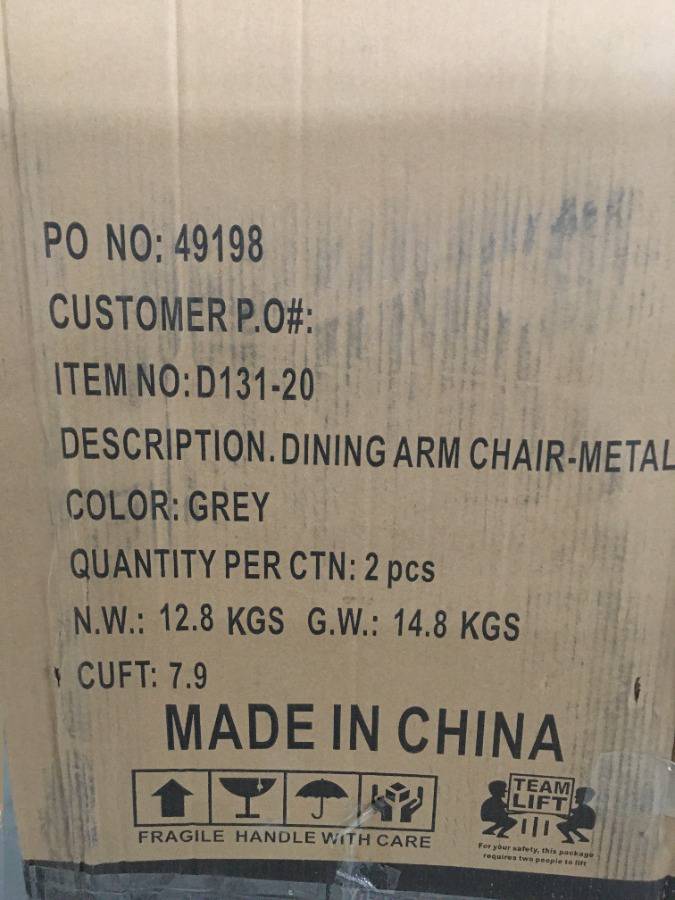 PO NO: 49198
CUSTOMER P.O#:
ITEM NO:D131-20
DESCRIPTION.DINING ARM CHAIR-METAL
COLOR: GREY
QUANTITY PER CTN: 2 pcs
N.W.: 12.8 KGS G.W.: 14.8 KGS
CUFT: 7.9
MADE IN CHINA
FRAGILE HANDLE WITH CARE
TEAM
LIFT
For your safety, this package
requires two people to lift